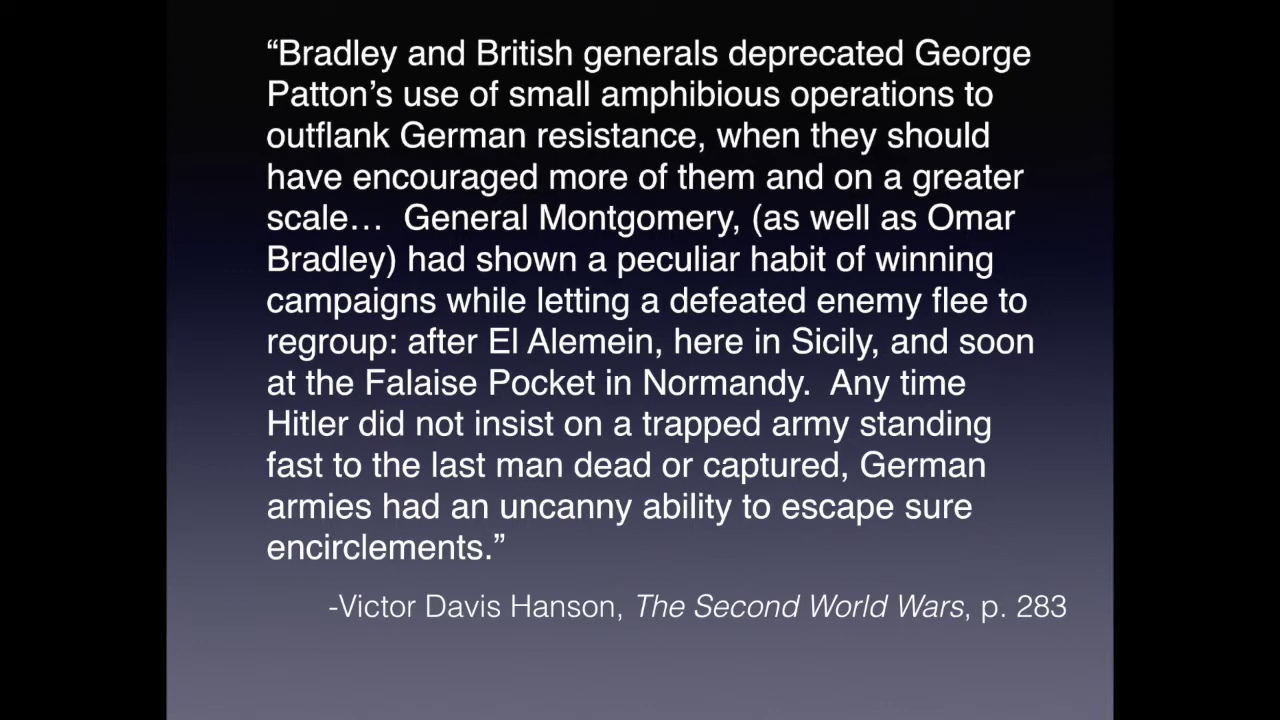 “Bradley and British generals deprecated George
Patton’s use of small amphibious operations to
outflank German resistance, when they should
have encouraged more of them and on a greater
scale…  General Montgomery, (as well as Omar
Bradley) had shown a peculiar habit of winning
campaigns while letting a defeated enemy flee to
regroup: after El Alemein, here in Sicily, and soon
at the Falaise Pocket in Normandy.  Any time
Hitler did not insist on a trapped army standing
fast to the last man dead or captured, German
armies had an uncanny ability to escape sure
encirclements.”
-Victor Davis Hanson, The Second World Wars, p. 283